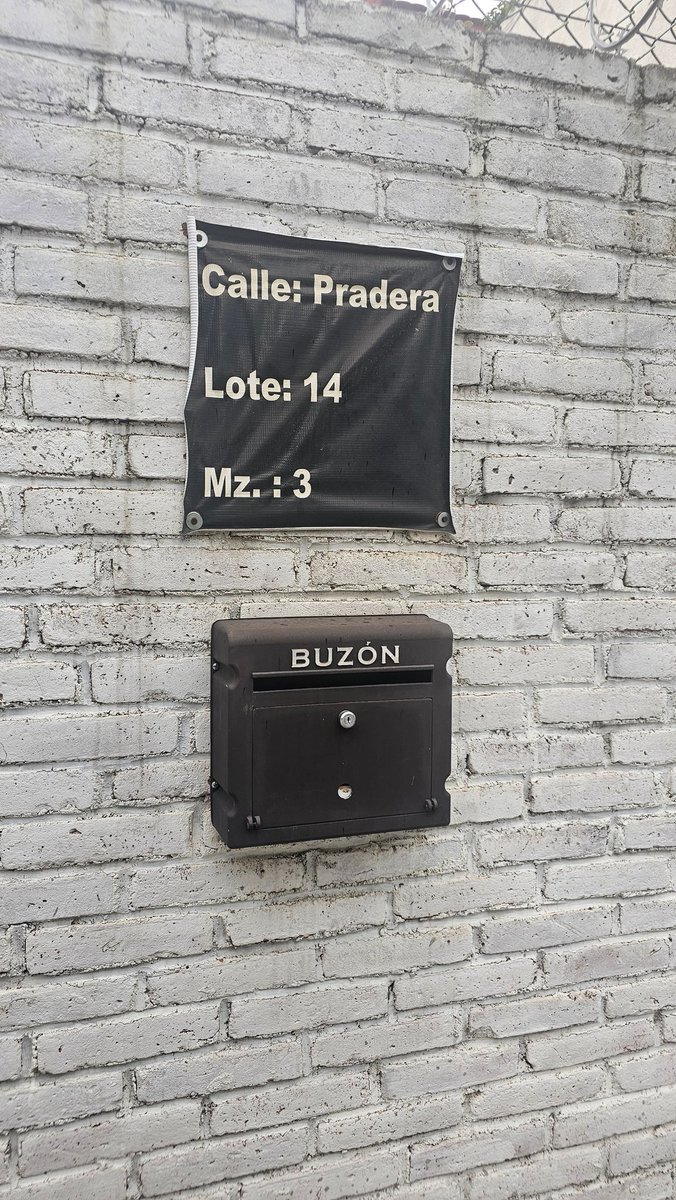 Calle: Pradera
Lote: 14
Mz. : 3
BUZÓN